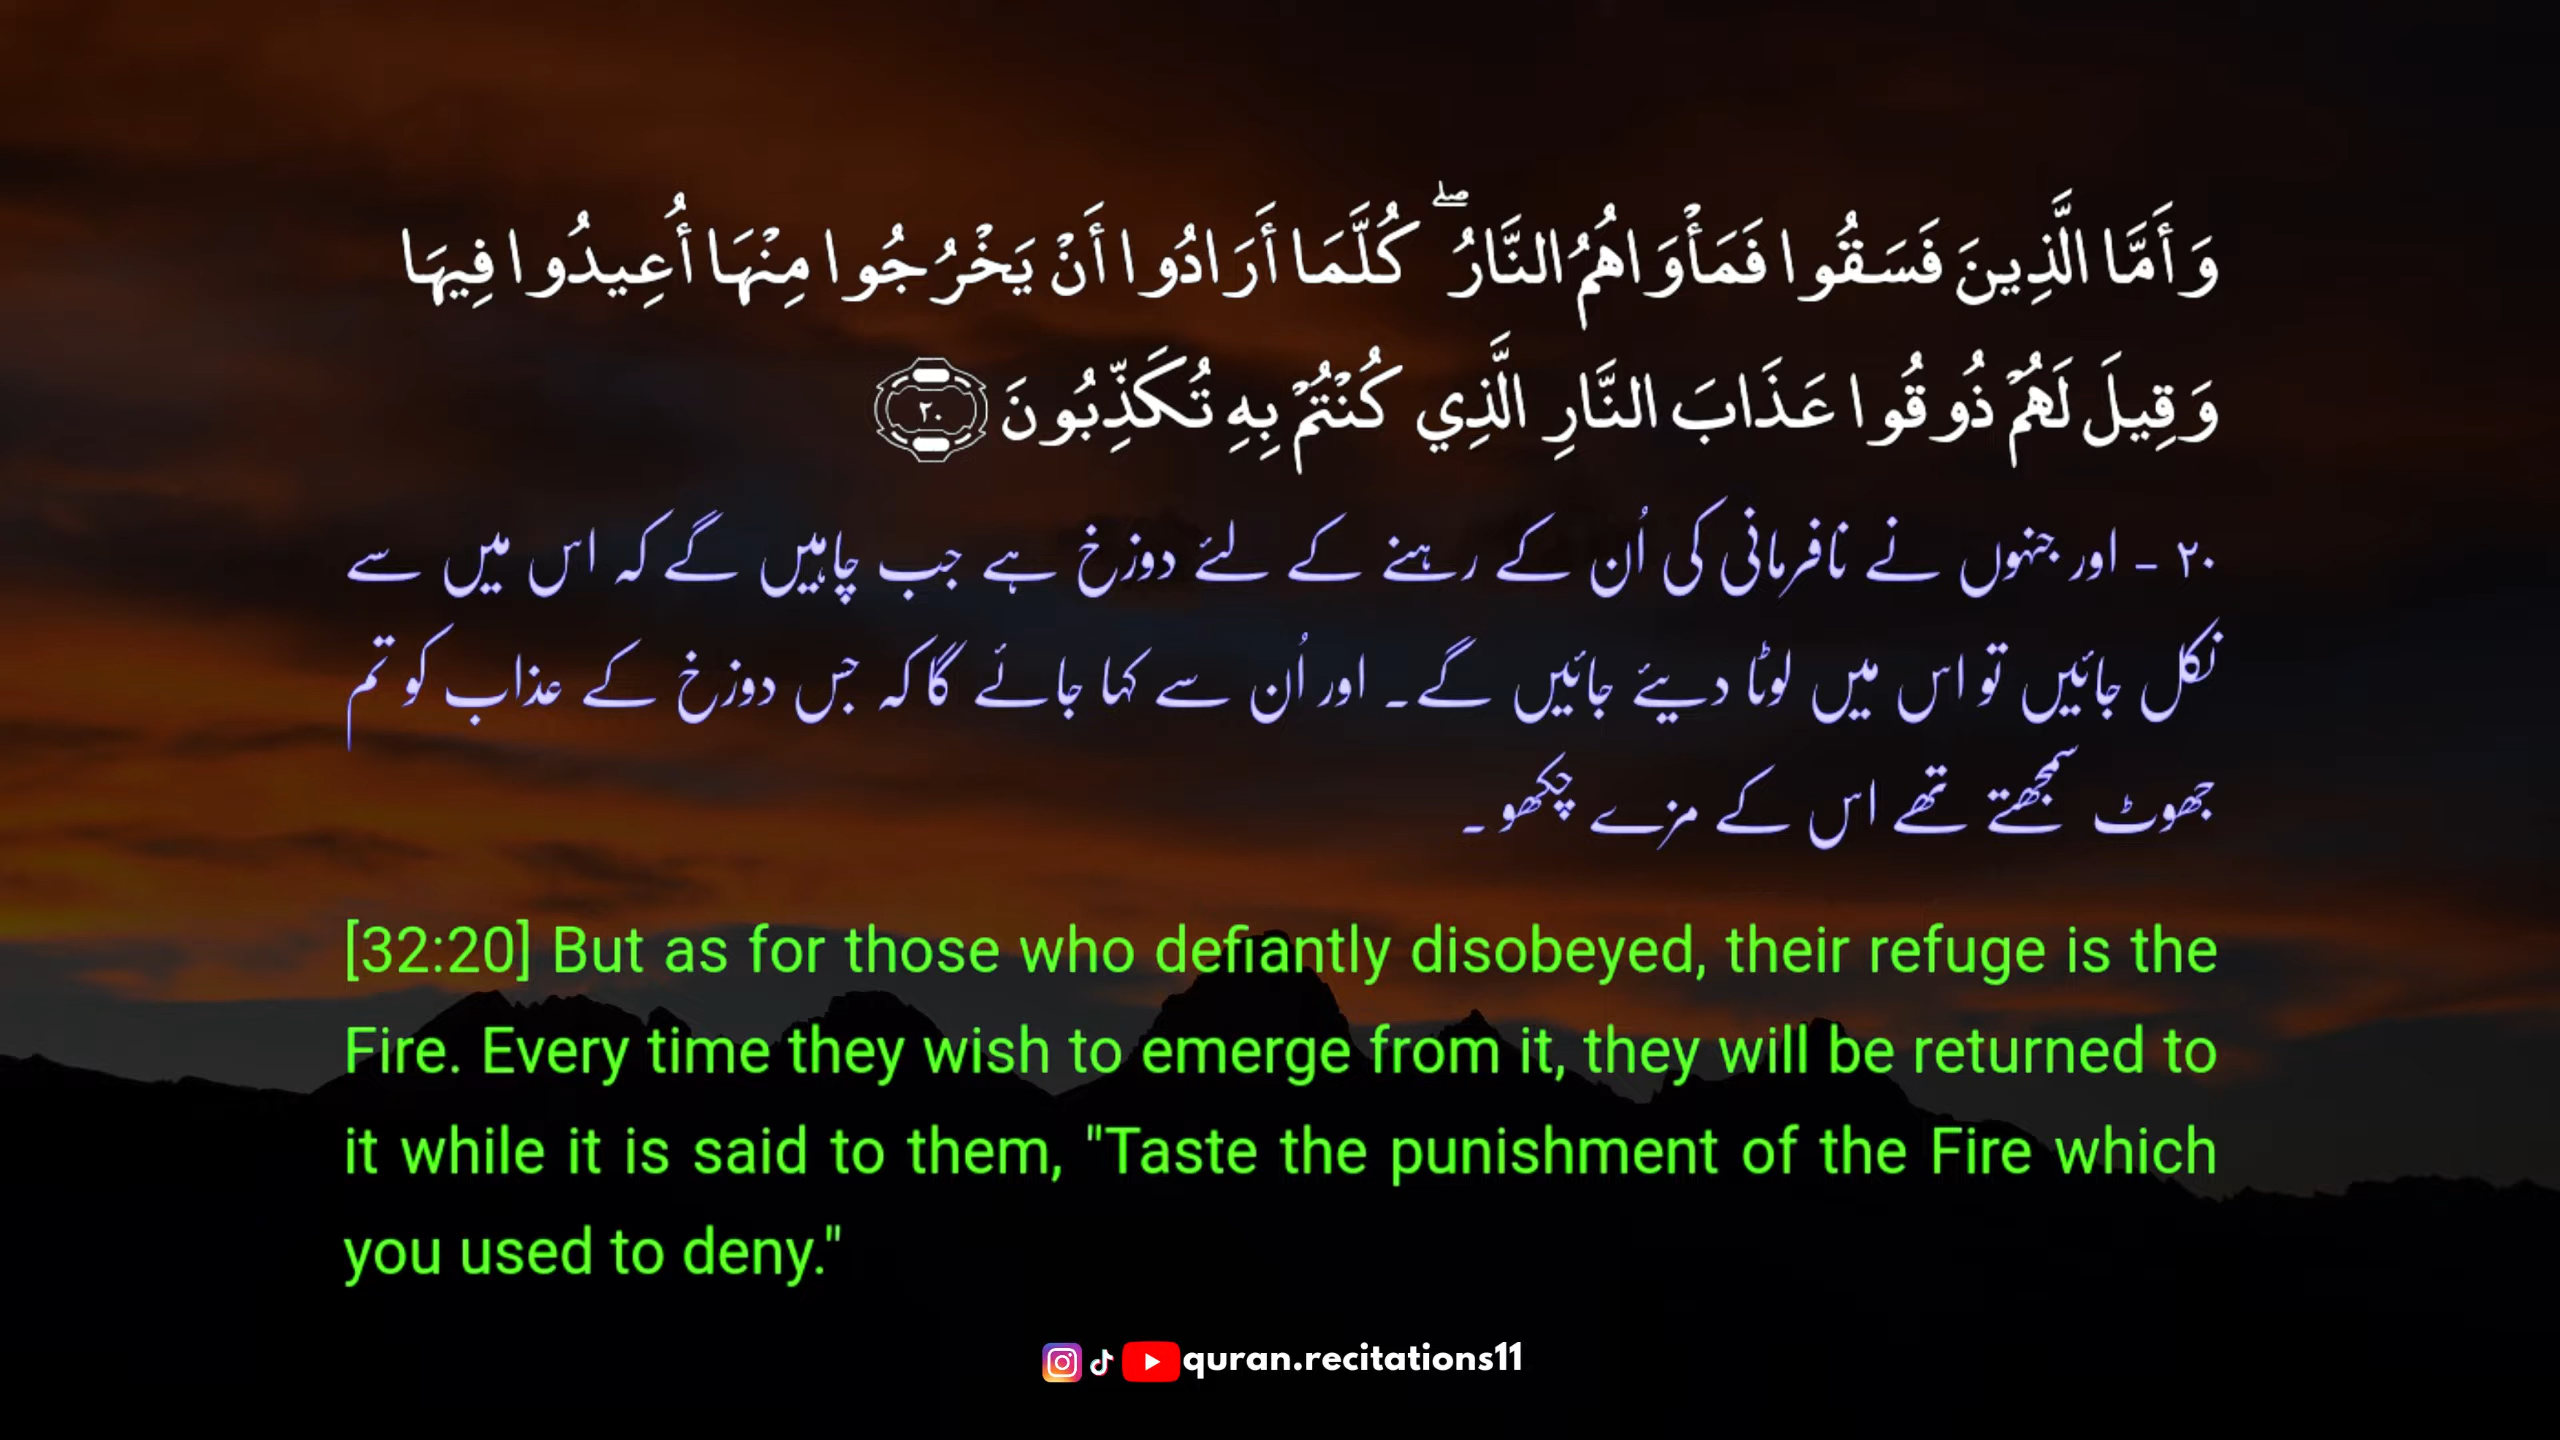 وَأَمَّا الَّذِينَ فَسَقُوا فَمَأْوَاهُمُ النَّارُ ۖ كُلَّمَا أَرَادُوا أَنْ يَخْرُجُوا مِنْهَا أُعِيدُوا فِيهَا
وَقِيلَ لَهُمْ ذُوقُوا عَذَابَ النَّارِ الَّذِي كُنْتُمْ بِهِ تُكَذِّبُونَ ٢٠
٢٠ - اور جنہوں نے نافرمانی کی اُن کے رہنے کے لئے دوزخ ہے جب چاہیں گے کہ اس میں سے
نکل جائیں تو اس میں لوٹا دیئے جائیں گے۔ اور اُن سے کہا جائے گا کہ جس دوزخ کے عذاب کو تم
جھوٹ سمجھتے تھے اس کے مزے چکھو۔
[32:20] But as for those who defiantly disobeyed, their refuge is the
Fire. Every time they wish to emerge from it, they will be returned to
it while it is said to them, "Taste the punishment of the Fire which
you used to deny."
quran.recitations11